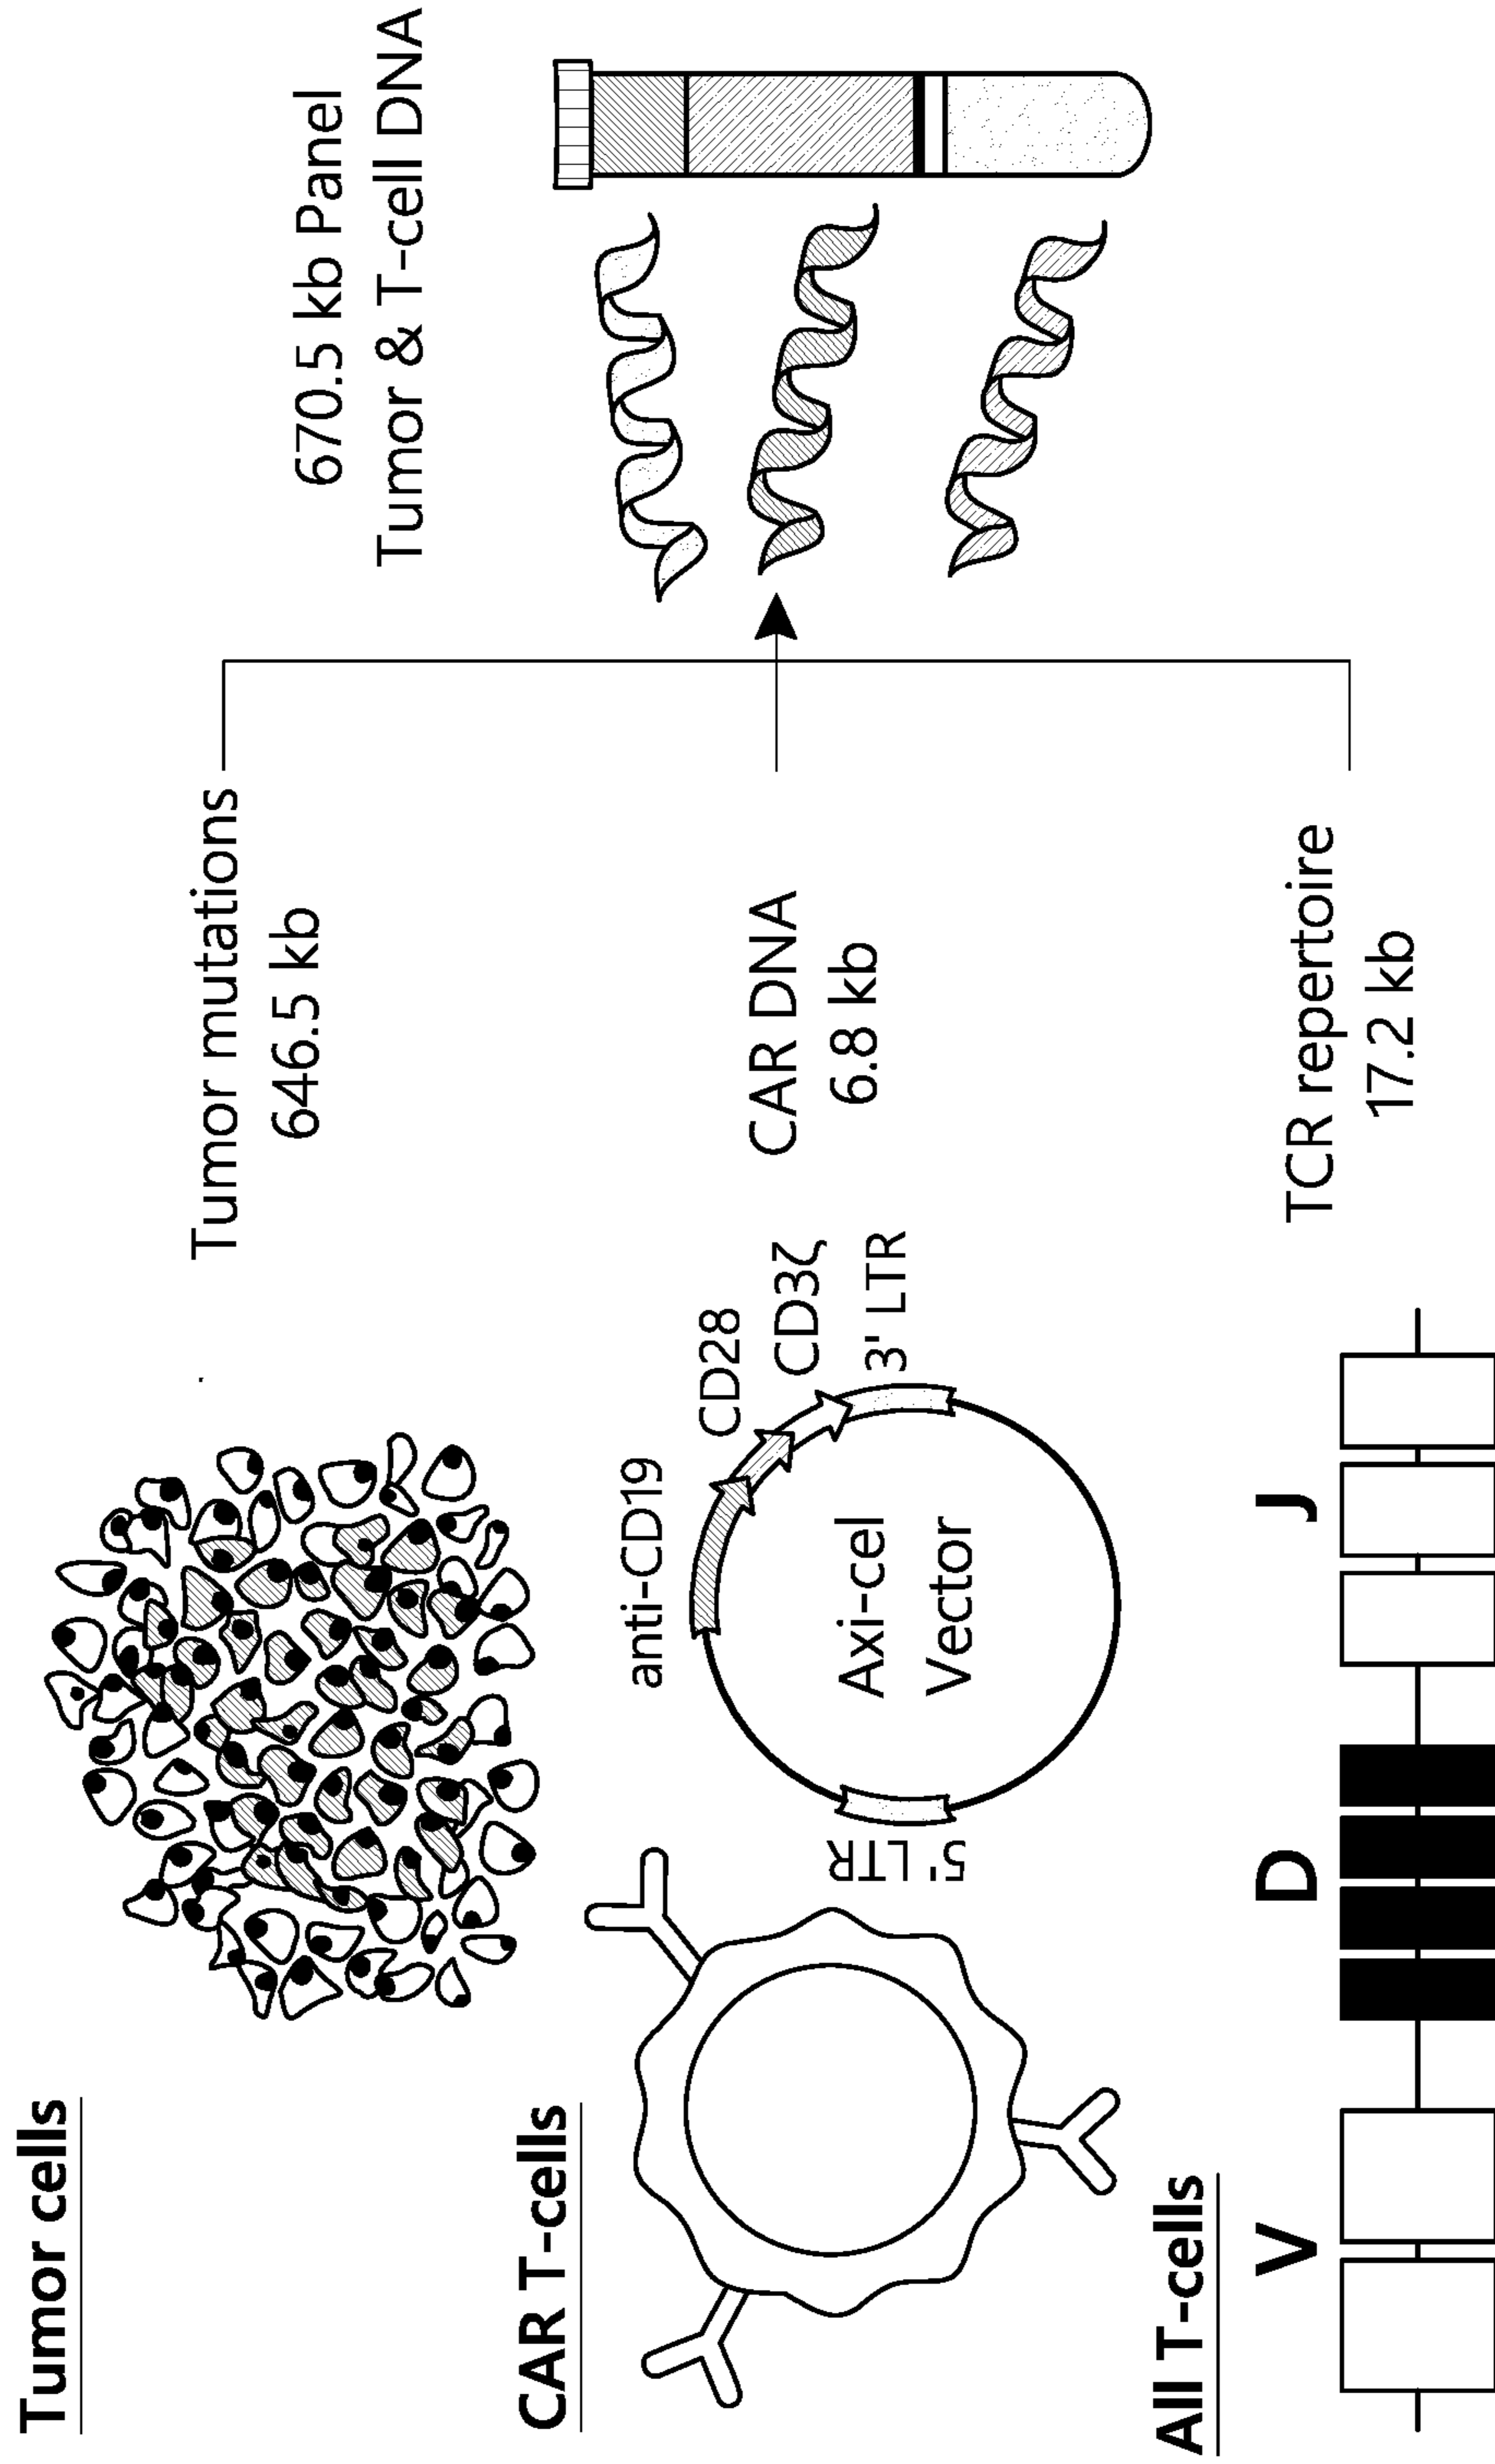 Tumor cells
Tumor mutations
646.5 kb
670.5 kb Panel
Tumor & T-cell DNA
CAR T-cells
anti-CD19
CD28
CD3ζ
3' LTR
5' LTR
Axi-cel
Vector
CAR DNA
6.8 kb
All T-cells
V
D
J
TCR repertoire
17.2 kb